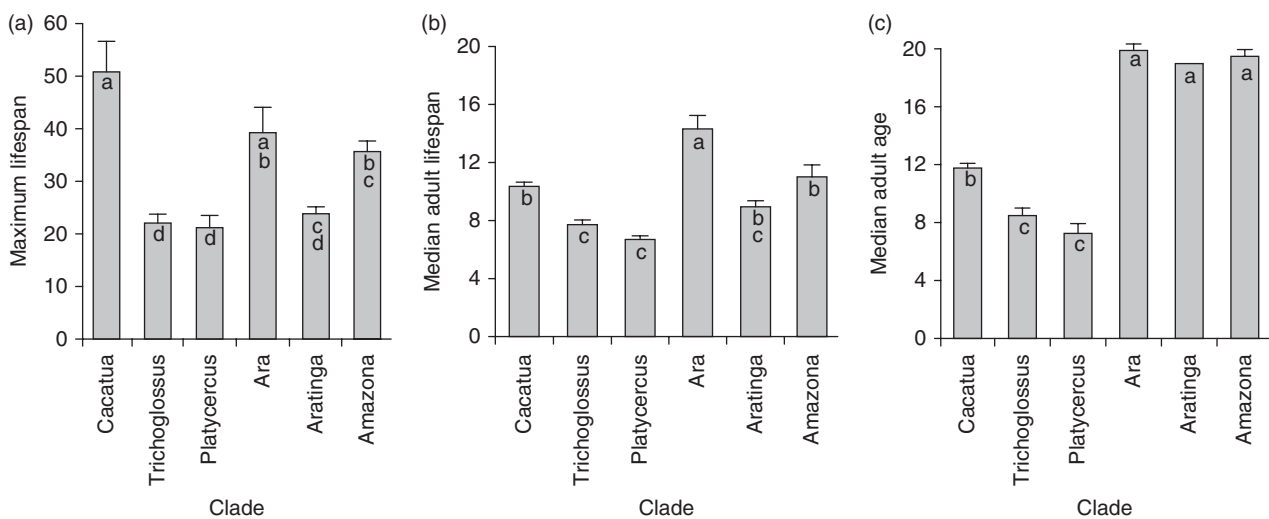 (a)
60
50
40
30
20
10
0
Maximum lifespan
a
d
d
a
b
c
d
b
c
Cacatua
Trichoglossus
Platycercus
Ara
Aratinga
Amazona
Clade
(b)
20
16
12
8
4
0
Median adult lifespan
b
c
c
a
b
c
b
Cacatua
Trichoglossus
Platycercus
Ara
Aratinga
Amazona
Clade
(c)
20
16
12
8
4
0
Median adult age
b
c
c
a
a
a
Cacatua
Trichoglossus
Platycercus
Ara
Aratinga
Amazona
Clade